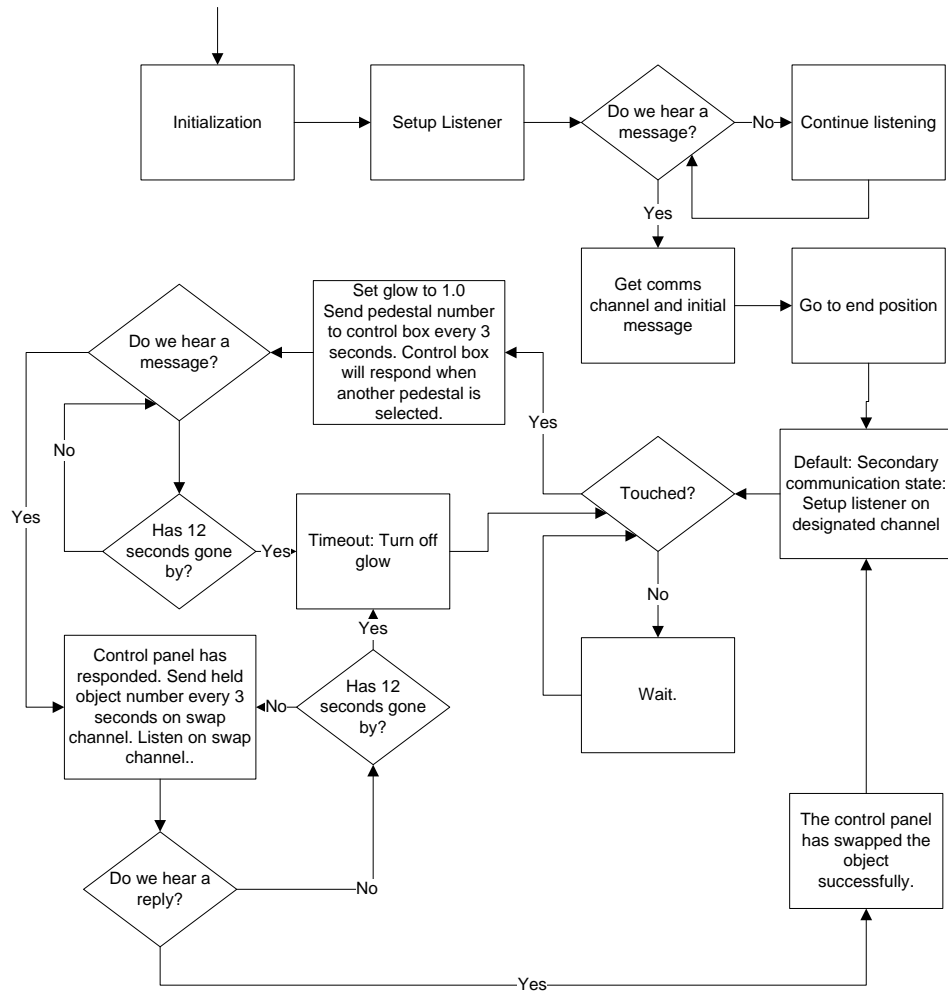 Initialization
Setup Listener
Do we hear a
message?
No
Continue listening
Yes
Get comms
channel and initial
message
Go to end position
Set glow to 1.0
Send pedestal number
to control box every 3
seconds. Control box
will respond when
another pedestal is
selected.
Do we hear a
message?
No
Yes
Has 12
seconds gone
by?
Yes
Timeout: Turn off
glow
Yes
Touched?
Default: Secondary
communication state:
Setup listener on
designated channel
No
Wait.
Control panel has
responded. Send held
object number every 3
seconds on swap
channel. Listen on swap
channel..
No
Yes
Has 12
seconds gone
by?
Do we hear a
reply?
No
The control panel
has swapped the
object
successfully.
Yes